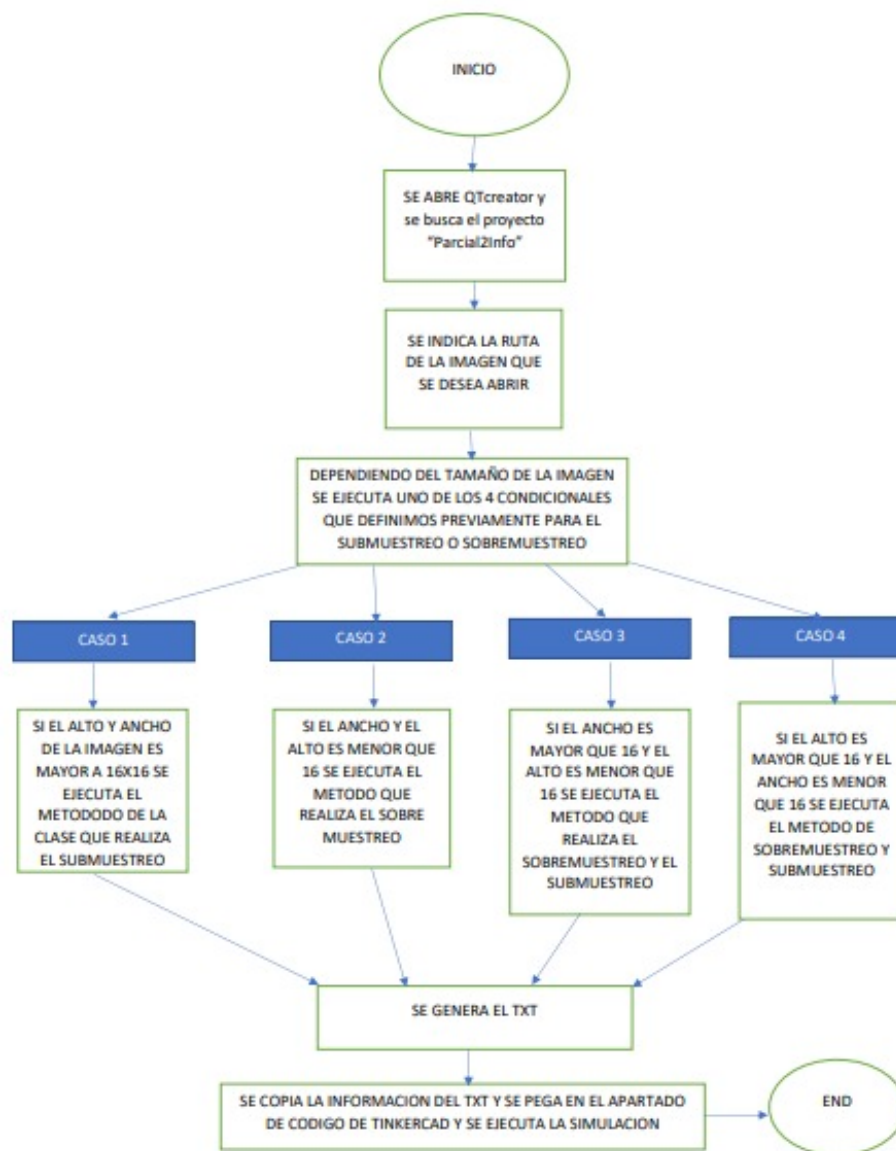 INICIO
SE ABRE QTcreator y
se busca el proyecto
"Parcial2Info"
SE INDICA LA RUTA
DE LA IMAGEN QUE
SE DESEA ABRIR
DEPENDIENDO DEL TAMAÑO DE LA IMAGEN
SE EJECUTA UNO DE LOS 4 CONDICIONALES
QUE DEFINIMOS PREVIAMENTE PARA EL
SUBMUESTREO O SOBREMUESTREO
CASO 1
CASO 2
CASO 3
CASO 4
SI EL ALTO Y ANCHO
DE LA IMAGEN ES
MAYOR A 16X16 SE
EJECUTA EL
METODODO DE LA
CLASE QUE REALIZA
EL SUBMUESTREO
SI EL ANCHO Y EL
ALTO ES MENOR QUE
16 SE EJECUTA EL
METODO QUE
REALIZA EL SOBRE
MUESTREO
SI EL ANCHO ES
MAYOR QUE 16 Y EL
ALTO ES MENOR QUE
16 SE EJECUTA EL
METODO QUE
REALIZA EL
SOBREMUESTREO Y EL
SUBMUESTREO
SI EL ALTO ES
MAYOR QUE 16 Y EL
ANCHO ES MENOR
QUE 16 SE EJECUTA
EL METODO DE
SOBREMUESTREO Y
SUBMUESTREO
SE GENERA EL TXT
SE COPIA LA INFORMACION DEL TXT Y SE PEGA EN EL APARTADO
DE CODIGO DE TINKERCAD Y SE EJECUTA LA SIMULACION
END